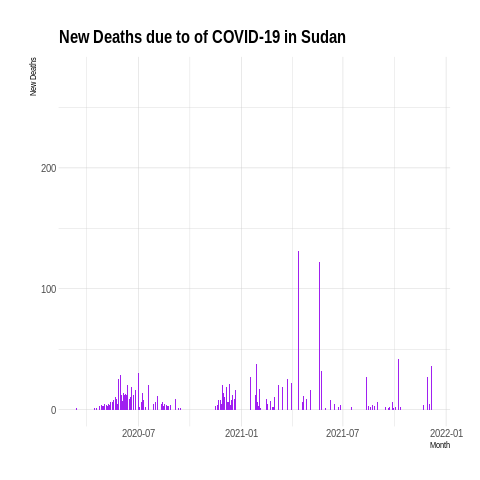 New Deaths due to of COVID-19 in Sudan
New Deaths
200
100
0
2020-07 2021-01 2021-07 2022-01
Month